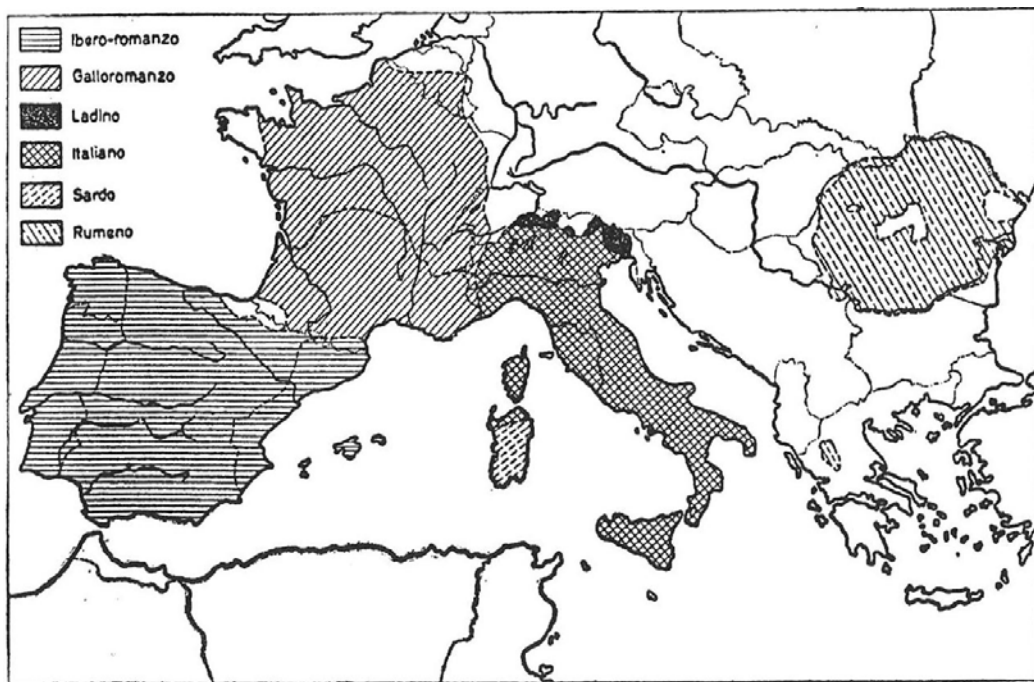 Ibero-romanzo
Galloromanzo
Ladino
Italiano
Sardo
Rumeno